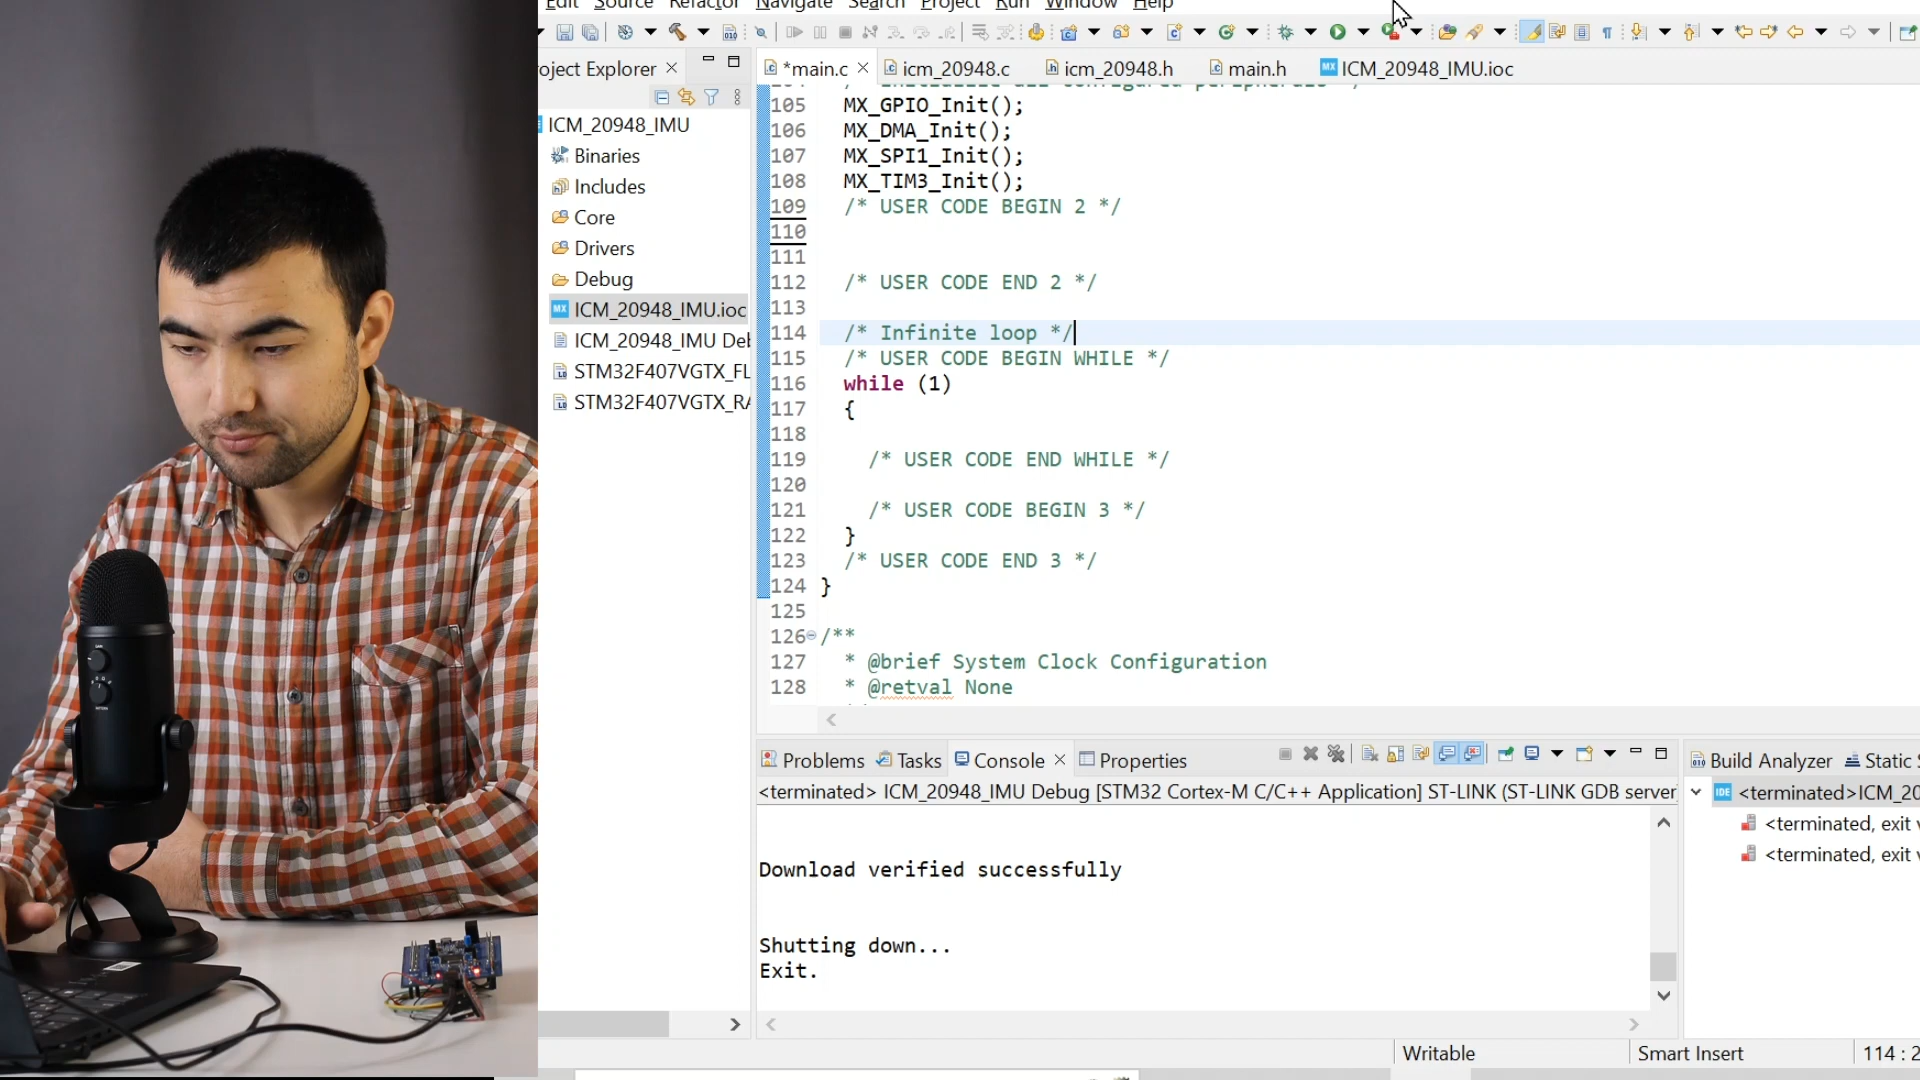 Edit Source Refactor Navigate Search Project Run Window Help
oject Explorer
*main.c icm_20948.c icm_20948.h main.h ICM_20948_IMU.ioc
ICM_20948_IMU
Binaries
Includes
Core
Drivers
Debug
ICM_20948_IMU.ioc
ICM_20948_IMU Deb
STM32F407VGTX_FL
STM32F407VGTX_RA
105 MX_GPIO_Init();
106 MX_DMA_Init();
107 MX_SPI1_Init();
108 MX_TIM3_Init();
109 /* USER CODE BEGIN 2 */
110
111
112 /* USER CODE END 2 */
113
114 /* Infinite loop */
115 /* USER CODE BEGIN WHILE */
116 while (1)
117 {
118
119 /* USER CODE END WHILE */
120
121 /* USER CODE BEGIN 3 */
122 }
123 /* USER CODE END 3 */
124 }
125
126 /**
127 * @brief System Clock Configuration
128 * @retval None
Problems Tasks Console Properties
<terminated> ICM_20948_IMU Debug [STM32 Cortex-M C/C++ Application] ST-LINK (ST-LINK GDB server
Download verified successfully
Shutting down...
Exit.
Build Analyzer Static S
<terminated>ICM_20
<terminated, exit v
<terminated, exit v
Writable Smart Insert 114 : 2